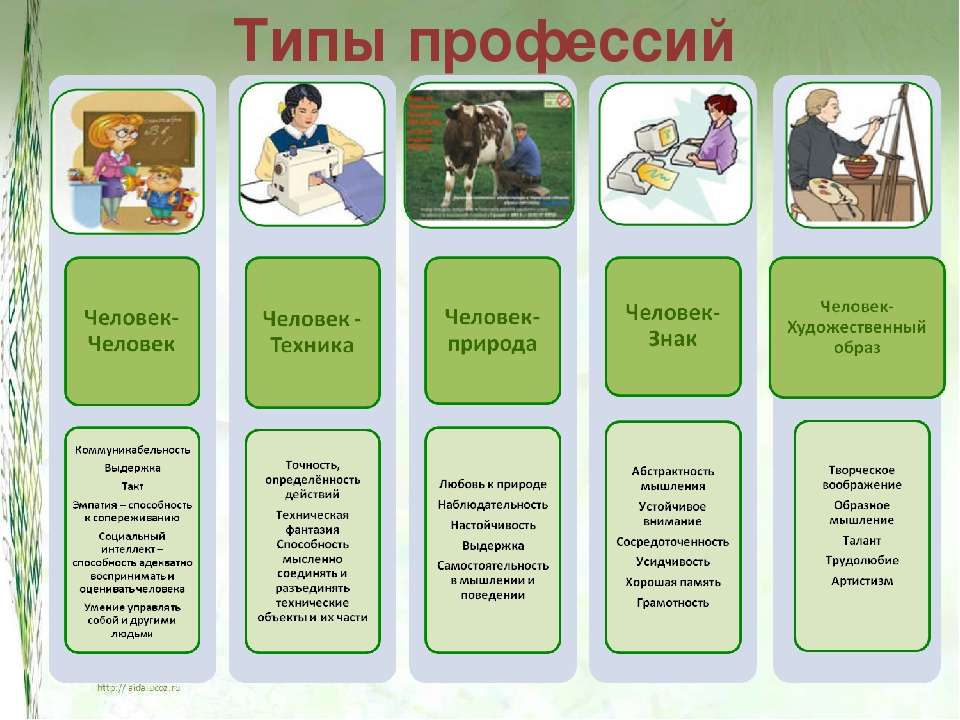 Типы профессий
Человек-
Человек
Коммуникабельность
Выдержка
Такт
Эмпатия – способность
к сопереживанию
Социальный
интеллект –
способность адекватно
воспринимать и
оценивать человека
Умение управлять
собой и другими
людьми
Человек -
Техника
Точность,
определённость
действий
Техническая
фантазия
Способность
мысленно
соединять и
разъединять
технические
объекты и их части
Человек-
природа
Любовь к природе
Наблюдательность
Настойчивость
Выдержка
Самостоятельность
в мышлении и
поведении
Человек-
Знак
Абстрактность
мышления
Устойчивое
внимание
Сосредоточенность
Усидчивость
Хорошая память
Грамотность
Человек-
Художественный
образ
Творческое
воображение
Образное
мышление
Талант
Трудолюбие
Артистизм
http://aida.ucoz.ru